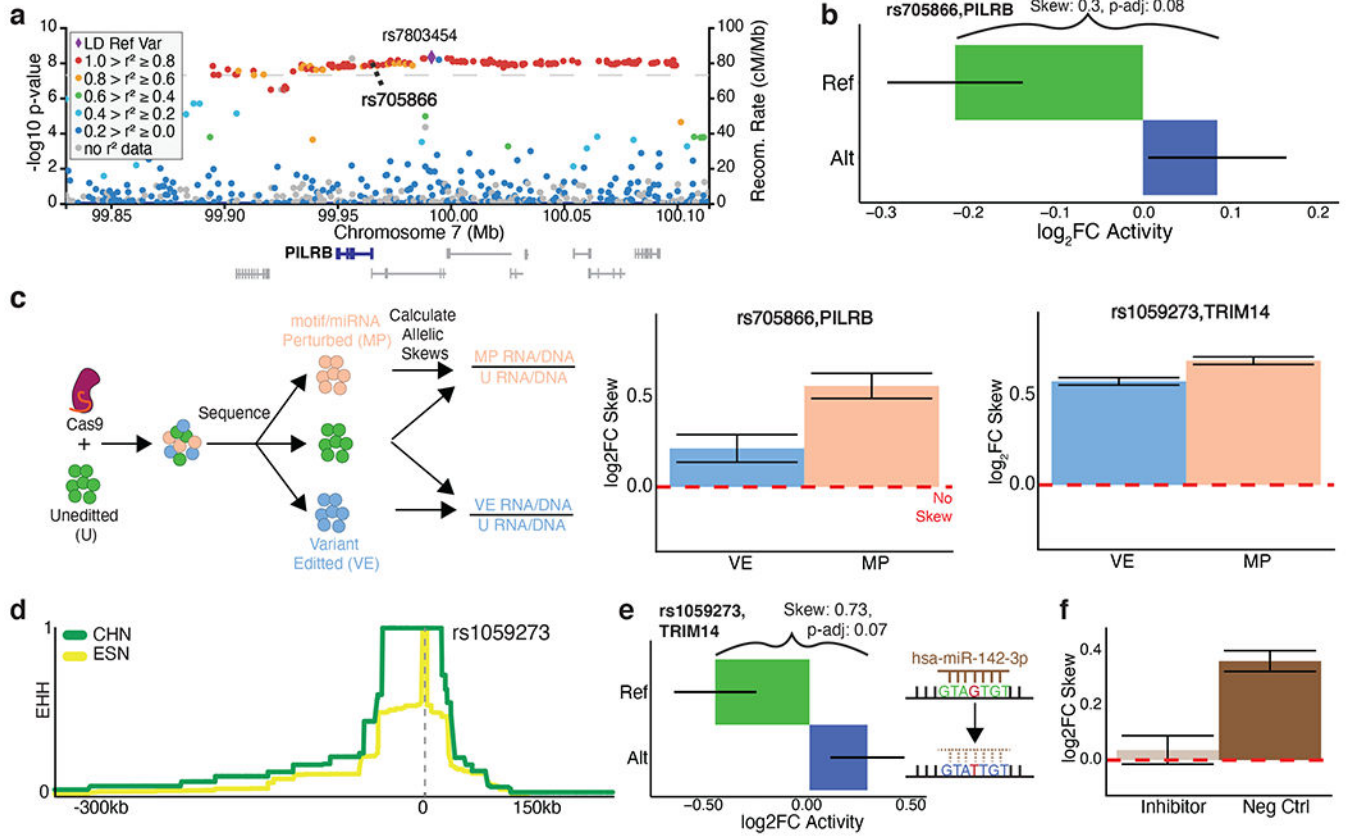 a
10
8
6
4
2
0
-log10 p-value
LD Ref Var
1.0 > r² ≥ 0.8
0.8 > r² ≥ 0.6
0.6 > r² ≥ 0.4
0.4 > r² ≥ 0.2
0.2 > r² ≥ 0.0
no r² data
rs7803454
rs705866
100
80
60
40
20
0
Recom. Rate (cM/Mb)
99.85 99.90 99.95 100.00 100.05 100.10
Chromosome 7 (Mb)
PILRB
b
rs705866,PILRB
Skew: 0.3, p-adj: 0.08
Ref
Alt
−0.3 −0.2 −0.1 0.0 0.1 0.2
log₂FC Activity
c
Cas9
+
Uneditted
(U)
Sequence
motif/miRNA
Perturbed (MP)
Variant
Editted (VE)
Calculate
Allelic
Skews
MP RNA/DNA
U RNA/DNA
VE RNA/DNA
U RNA/DNA
rs705866,PILRB
log2FC Skew
0.5
0.0
No
Skew
VE MP
rs1059273,TRIM14
log₂FC Skew
0.5
0.0
VE MP
d
CHN
ESN
rs1059273
EHH
1
0
-300kb 0 150kb
e
rs1059273,
TRIM14
Skew: 0.73,
p-adj: 0.07
Ref
Alt
−0.50 0.00 0.50
log2FC Activity
hsa-miR-142-3p
GTAGTGT
GTATTGT
f
log2FC Skew
0.4
0.2
0.0
Inhibitor Neg Ctrl